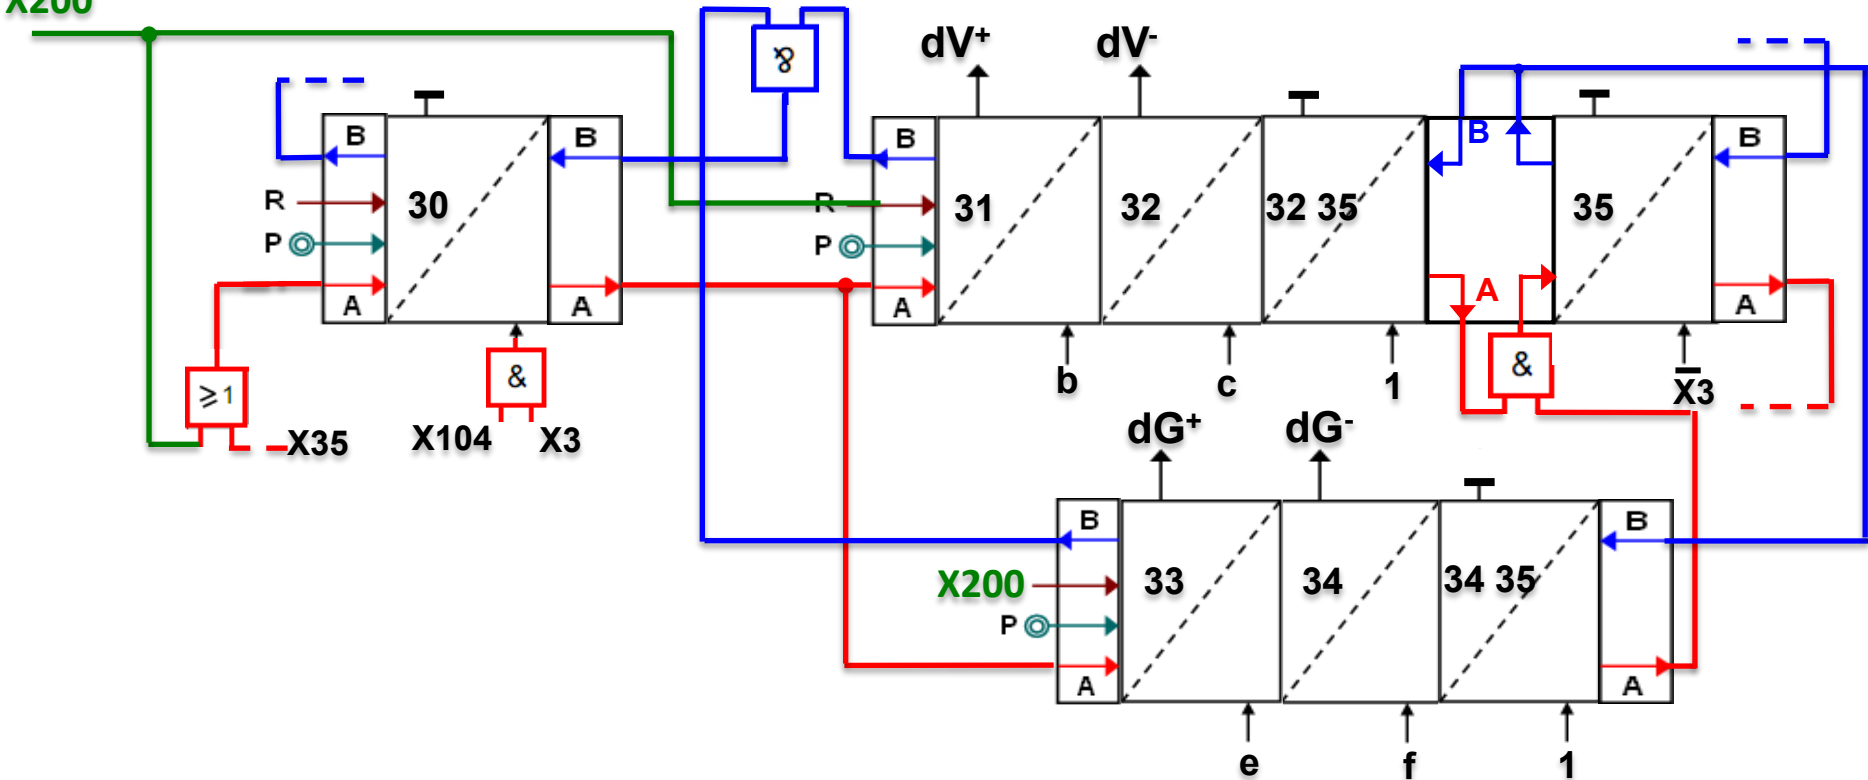 X200
dV+ dV-
& 
B B B B B
R 30 R 31 32 32 35 35
P P
A A A A A
≥1 & &
X35 X104 X3 b c 1 X3
dG+ dG-
B B
X200 33 34 34 35
P
A A
e f 1